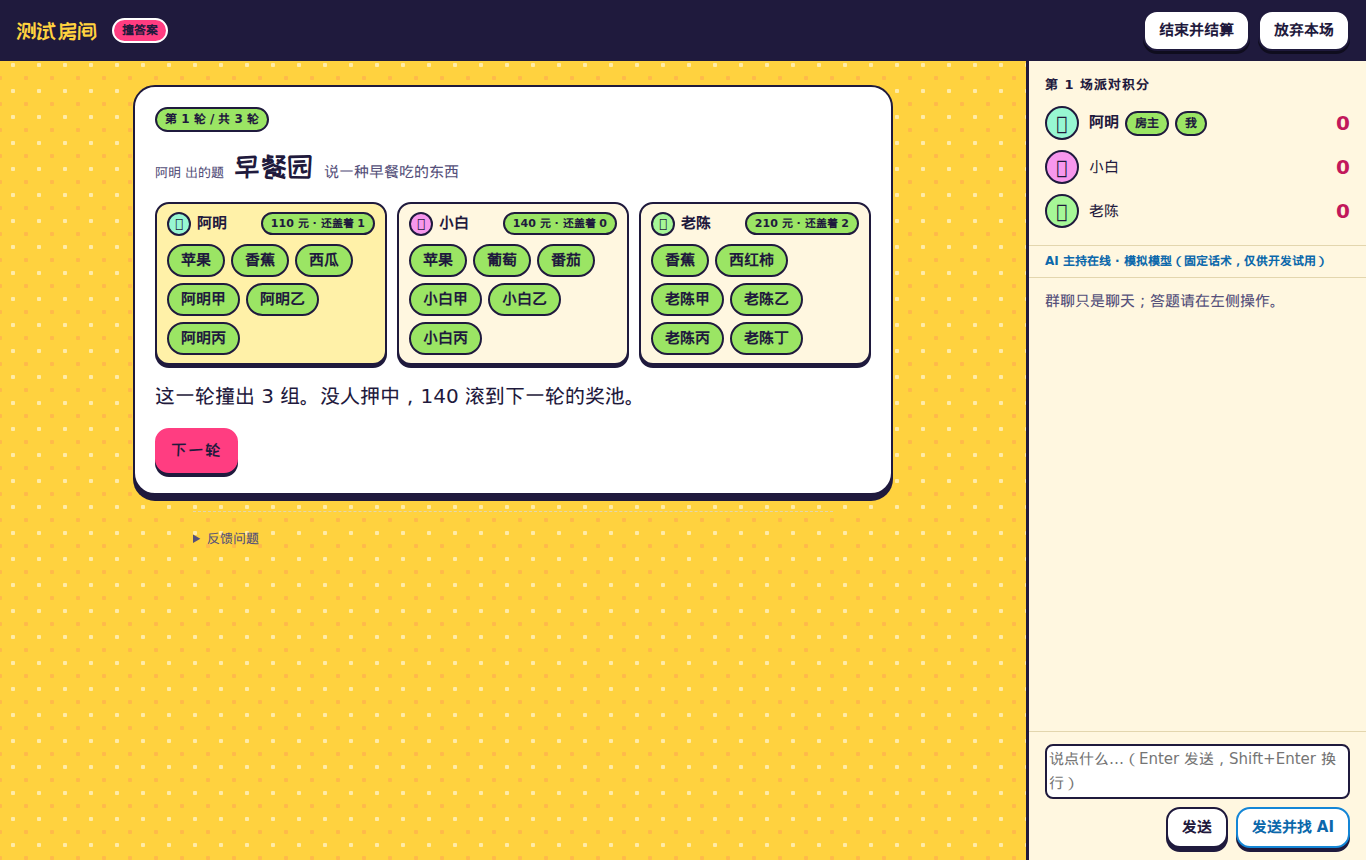 测试房间 撞答案 结束并结算 放弃本场
第 1 轮 / 共 3 轮
阿明 出的题 早餐园 说一种早餐吃的东西
阿明 110 元 · 还盖着 1
苹果 香蕉 西瓜
阿明甲 阿明乙
阿明丙
小白 140 元 · 还盖着 0
苹果 葡萄 番茄
小白甲 小白乙
小白丙
老陈 210 元 · 还盖着 2
香蕉 西红柿
老陈甲 老陈乙
老陈丙 老陈丁
这一轮撞出 3 组。没人押中，140 滚到下一轮的奖池。
下一轮
▶ 反馈问题
第 1 场派对积分
阿明 房主 我 0
小白 0
老陈 0
AI 主持在线 · 模拟模型（固定话术，仅供开发试用）
群聊只是聊天；答题请在左侧操作。
说点什么…（Enter 发送，Shift+Enter 换
行）
发送 发送并找 AI